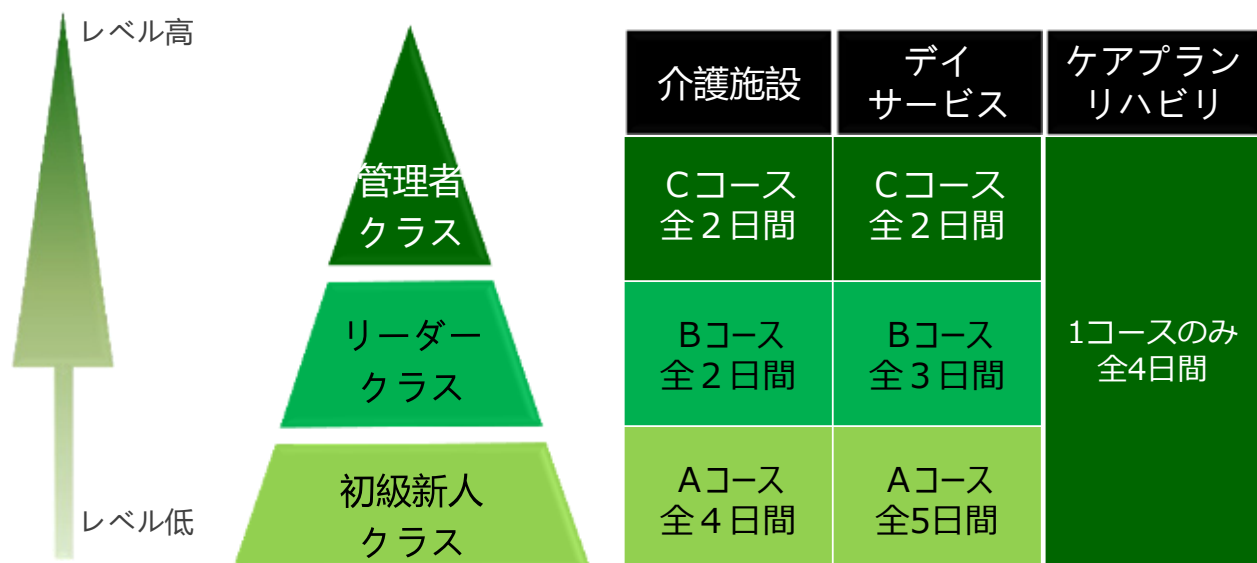 レベル高
管理者
クラス
リーダー
クラス
初級新人
クラス
レベル低
介護施設
デイ
サービス
ケアプラン
リハビリ
Ｃコース
全２日間
Ｃコース
全２日間
Ｂコース
全２日間
Ｂコース
全３日間
1コースのみ
全4日間
Ａコース
全４日間
Ａコース
全5日間